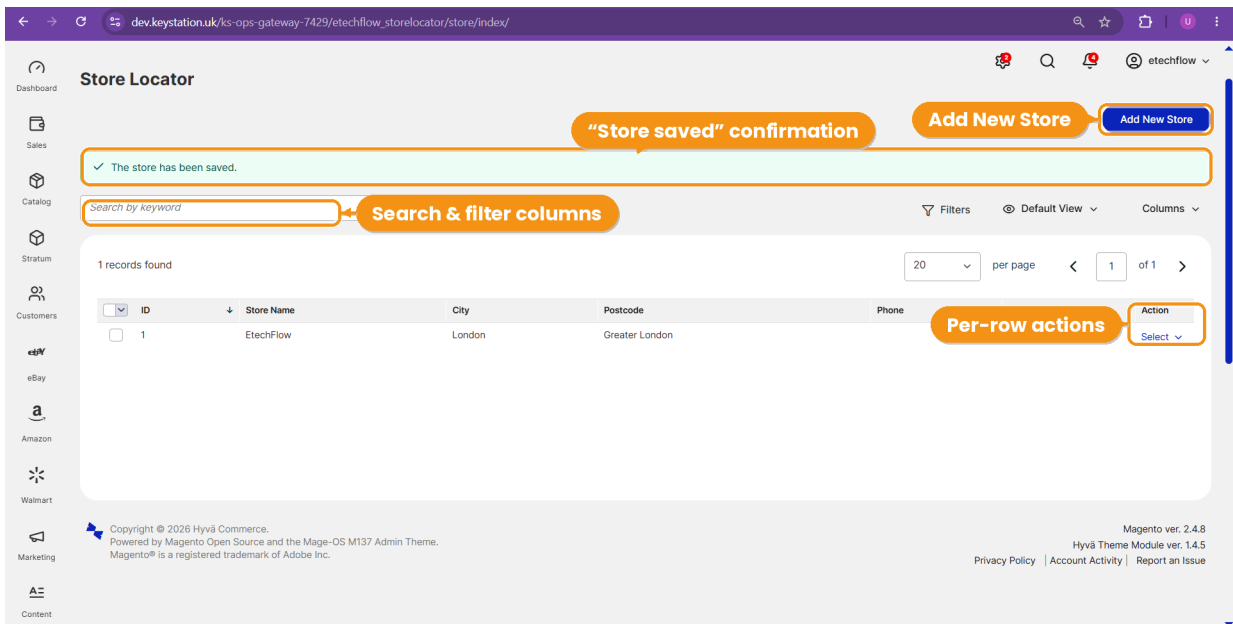 dev.keystation.uk/ks-ops-gateway-7429/etechflow_storelocator/store/index/
U
Dashboard
Sales
Catalog
Stratum
Customers
ebay
eBay
a
Amazon
Walmart
Marketing
Content
Store Locator
2
4
etechflow
Add New Store
Add New Store
“Store saved” confirmation
The store has been saved.
Search by keyword
Search & filter columns
Filters
Default View
Columns
1 records found
20
per page
1
of 1
ID
Store Name
City
Postcode
Phone
Action
1
EtechFlow
London
Greater London
Per-row actions
Select
Copyright © 2026 Hyvä Commerce.
Powered by Magento Open Source and the Mage-OS M137 Admin Theme.
Magento® is a registered trademark of Adobe Inc.
Magento ver. 2.4.8
Hyvä Theme Module ver. 1.4.5
Privacy Policy | Account Activity | Report an Issue